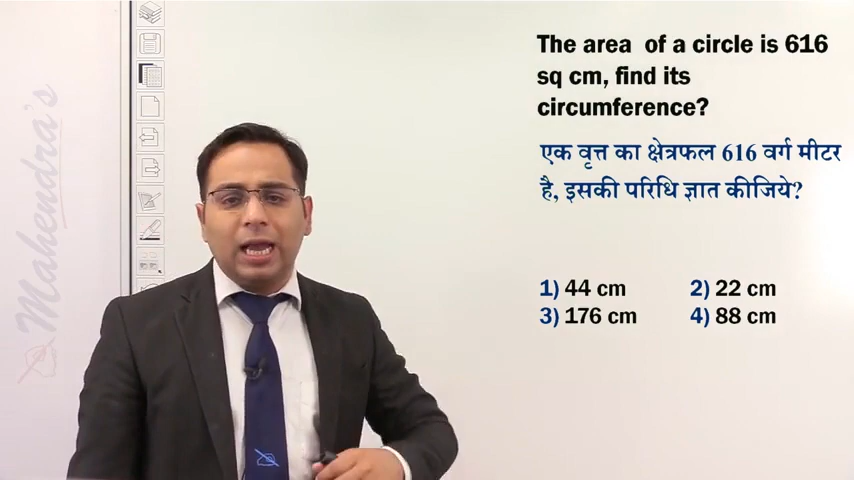 Mahendra's
The area of a circle is 616
sq cm, find its
circumference?
एक वृत्त का क्षेत्रफल 616 वर्ग मीटर
है, इसकी परिधि ज्ञात कीजिये?
1) 44 cm 2) 22 cm
3) 176 cm 4) 88 cm